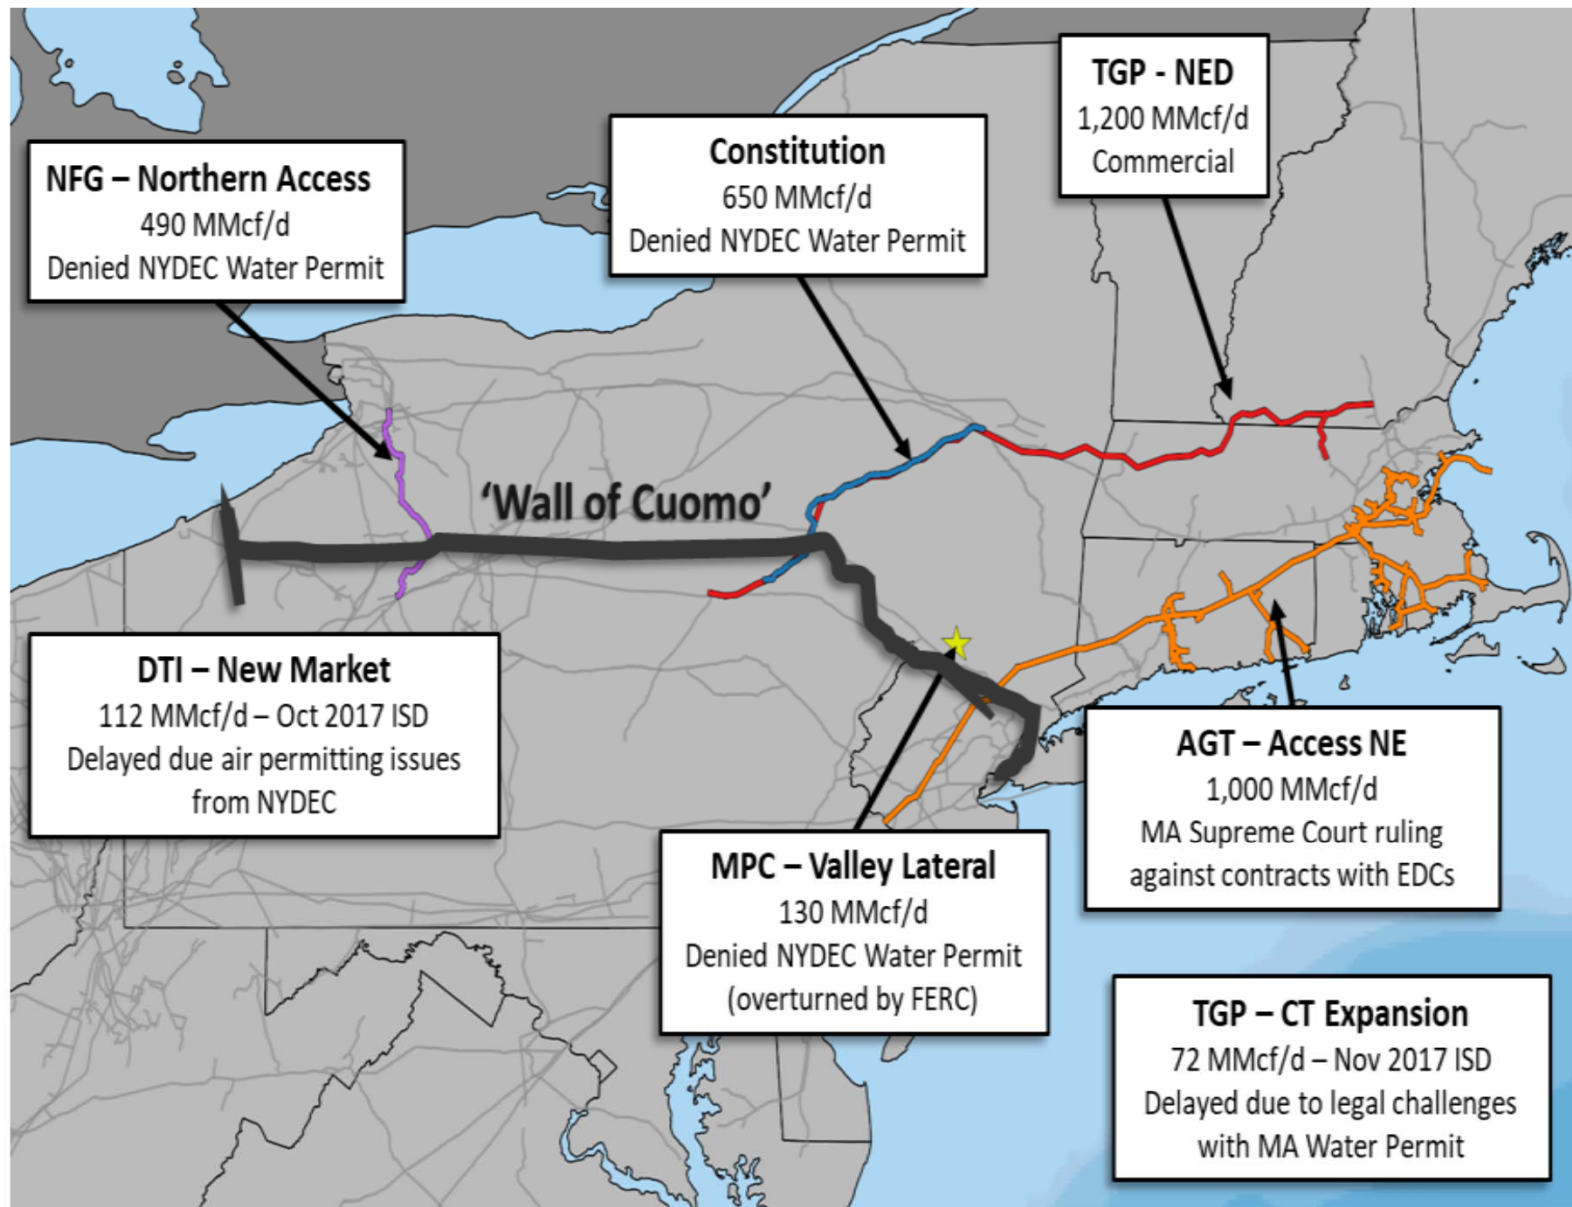 TGP - NED
1,200 MMcf/d
Commercial
Constitution
650 MMcf/d
Denied NYDEC Water Permit
NFG – Northern Access
490 MMcf/d
Denied NYDEC Water Permit
‘Wall of Cuomo’
DTI – New Market
112 MMcf/d – Oct 2017 ISD
Delayed due air permitting issues
from NYDEC
AGT – Access NE
1,000 MMcf/d
MA Supreme Court ruling
against contracts with EDCs
MPC – Valley Lateral
130 MMcf/d
Denied NYDEC Water Permit
(overturned by FERC)
TGP – CT Expansion
72 MMcf/d – Nov 2017 ISD
Delayed due to legal challenges
with MA Water Permit